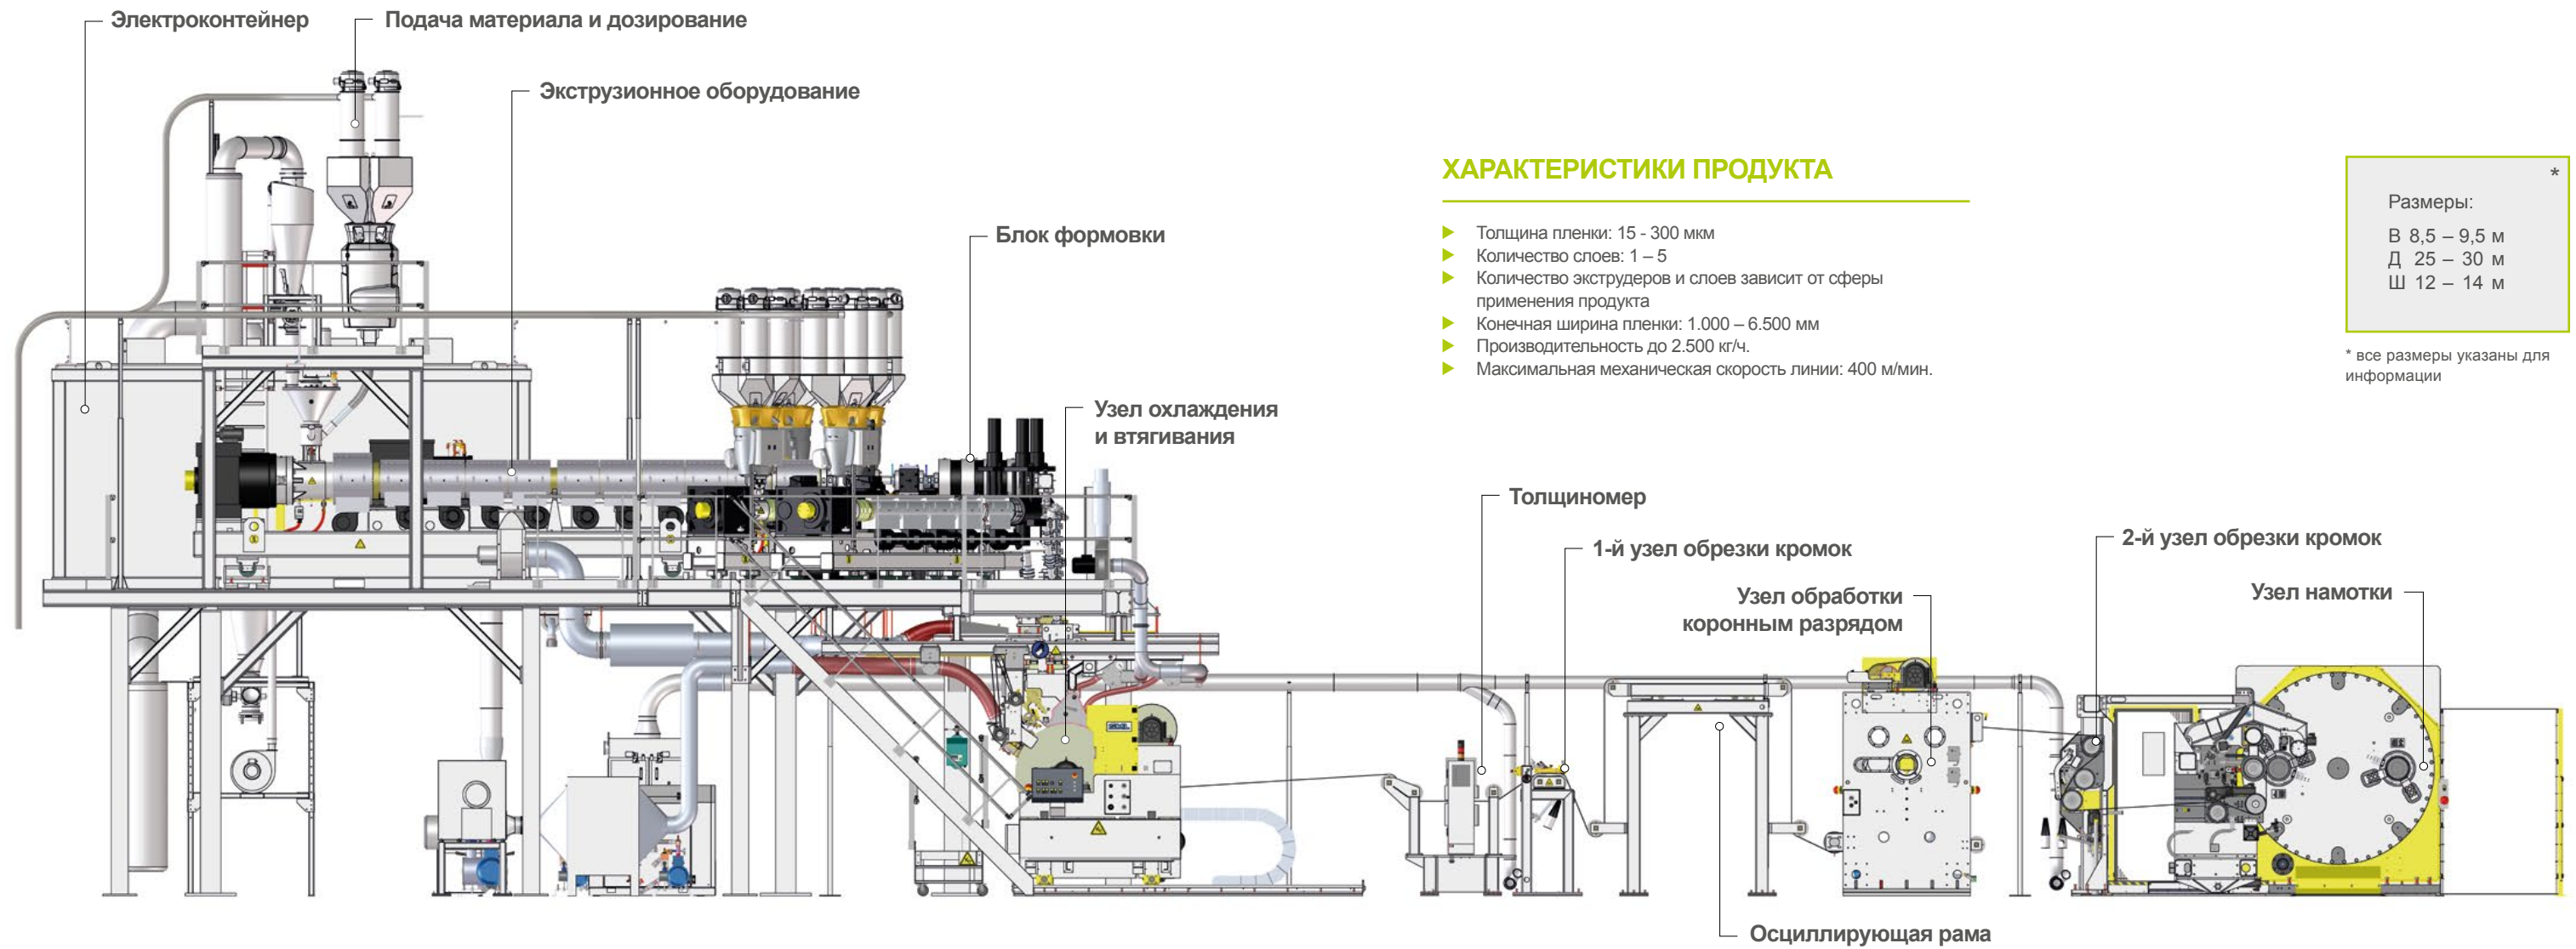 Электроконтейнер
Подача материала и дозирование
Экструзионное оборудование
Блок формовки
ХАРАКТЕРИСТИКИ ПРОДУКТА
Толщина пленки: 15 - 300 мкм
Количество слоев: 1 – 5
Количество экструдеров и слоев зависит от сферы
применения продукта
Конечная ширина пленки: 1.000 – 6.500 мм
Производительность до 2.500 кг/ч.
Максимальная механическая скорость линии: 400 м/мин.
*
Размеры:
В 8,5 – 9,5 м
Д 25 – 30 м
Ш 12 – 14 м
* все размеры указаны для
информации
Узел охлаждения
и втягивания
Толщиномер
1-й узел обрезки кромок
Узел обработки
коронным разрядом
2-й узел обрезки кромок
Узел намотки
Осциллирующая рама